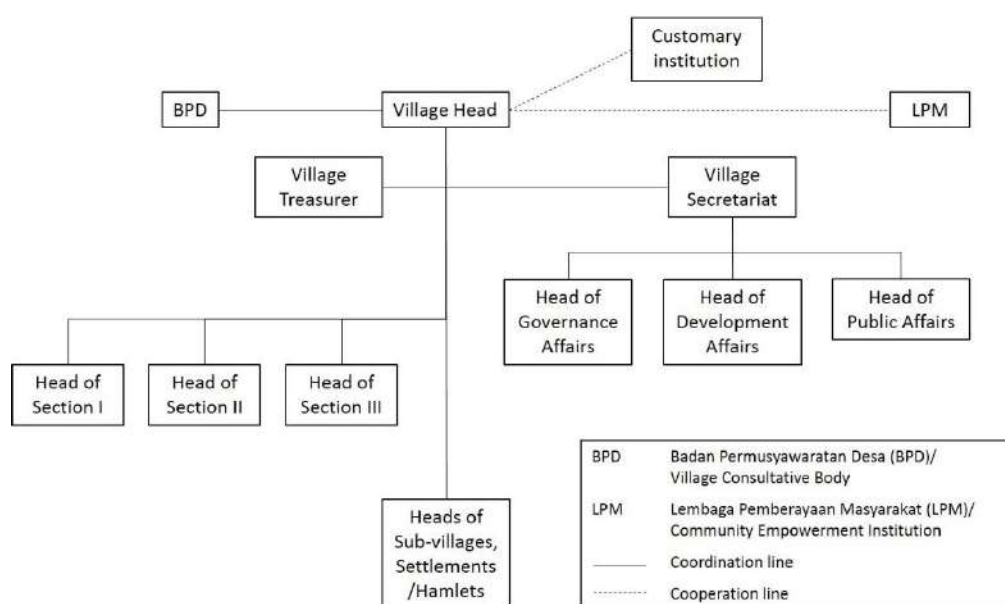 Customary
institution
BPD
Village Head
LPM
Village
Treasurer
Village
Secretariat
Head of
Governance
Affairs
Head of
Development
Affairs
Head of
Public Affairs
Head of
Section I
Head of
Section II
Head of
Section III
Heads of
Sub-villages,
Settlements
/Hamlets
BPD Badan Permusyawaratan Desa (BPD)/
Village Consultative Body
LPM Lembaga Pemberayaan Masyarakat (LPM)/
Community Empowerment Institution
Coordination line
Cooperation line